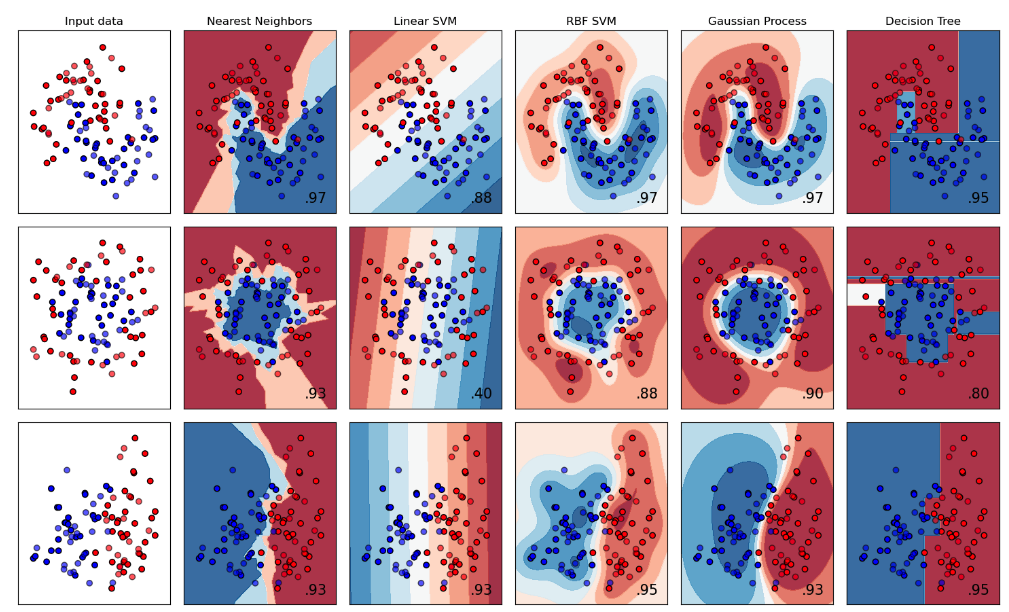 Input data Nearest Neighbors Linear SVM RBF SVM Gaussian Process Decision Tree
.97 .88 .97 .97 .95
.93 .40 .88 .90 .80
.93 .93 .95 .93 .95